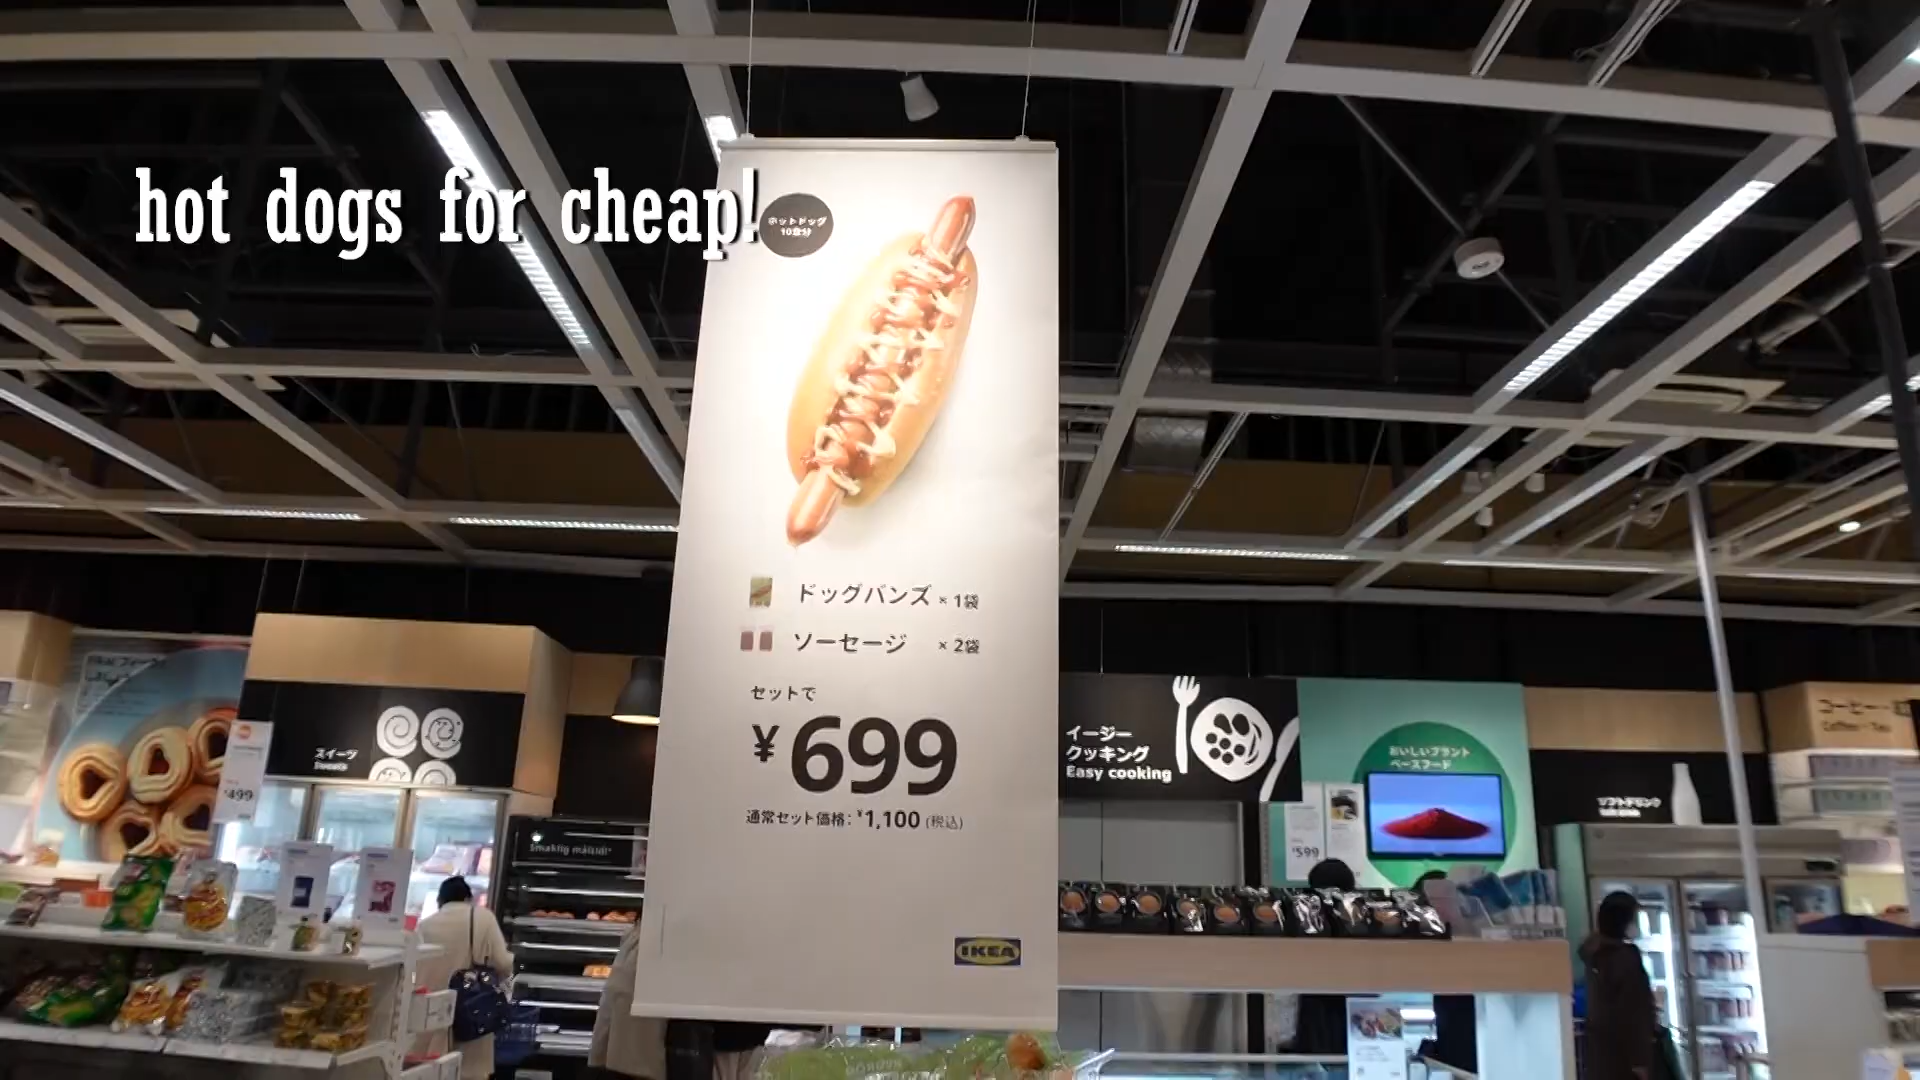 hot dogs for cheap!
ホットドッグ
10食分
ドッグバンズ × 1袋
ソーセージ × 2袋
セットで
¥699
通常セット価格: ¥1,100 (税込)
IKEA
スイーツ
Sweets
¥499
Smaklig måltid!
イージー
クッキング
Easy cooking
おいしいプラント
ベースフード
¥599
ソフトドリンク
コーヒー・
Coffee・Tea